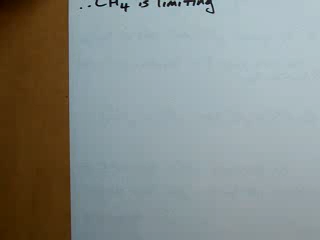 ∴ CH4 is limiting